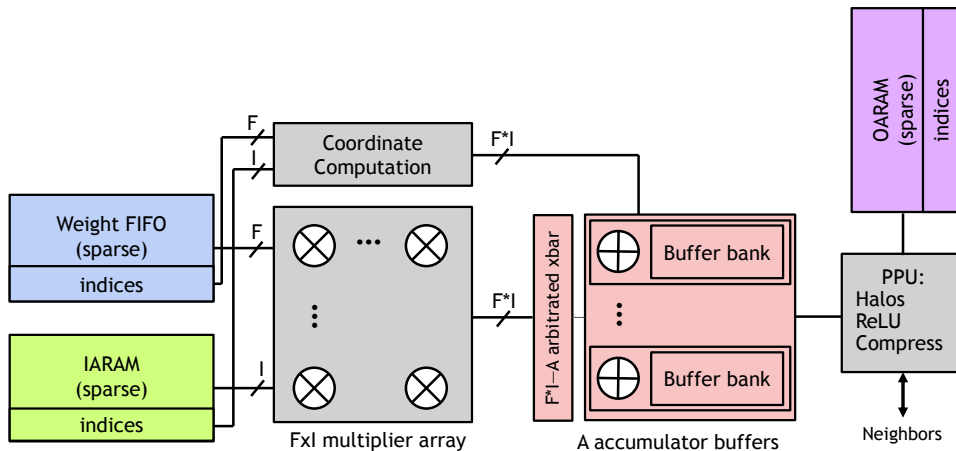 OARAM
(sparse)
indices
F
I
Coordinate
Computation
F*I
Weight FIFO
(sparse)
indices
F
...
F*I−A arbitrated xbar
Buffer bank
PPU:
Halos
ReLU
Compress
...
F*I
...
IARAM
(sparse)
indices
I
Buffer bank
FxI multiplier array
A accumulator buffers
Neighbors